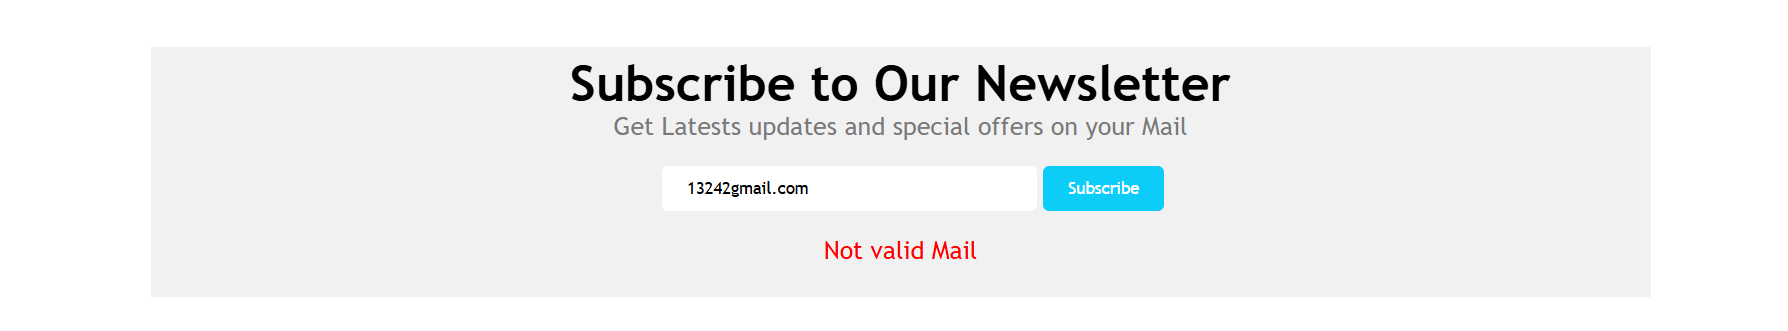 Subscribe to Our Newsletter
Get Latests updates and special offers on your Mail
13242gmail.com Subscribe
Not valid Mail